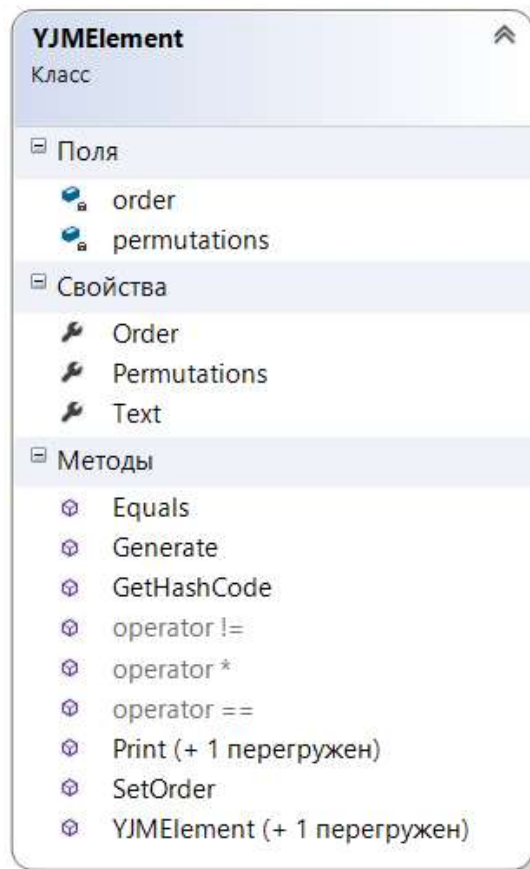 YJMElement
Класс
Поля
order
permutations
Свойства
Order
Permutations
Text
Методы
Equals
Generate
GetHashCode
operator !=
operator *
operator ==
Print (+ 1 перегружен)
SetOrder
YJMElement (+ 1 перегружен)